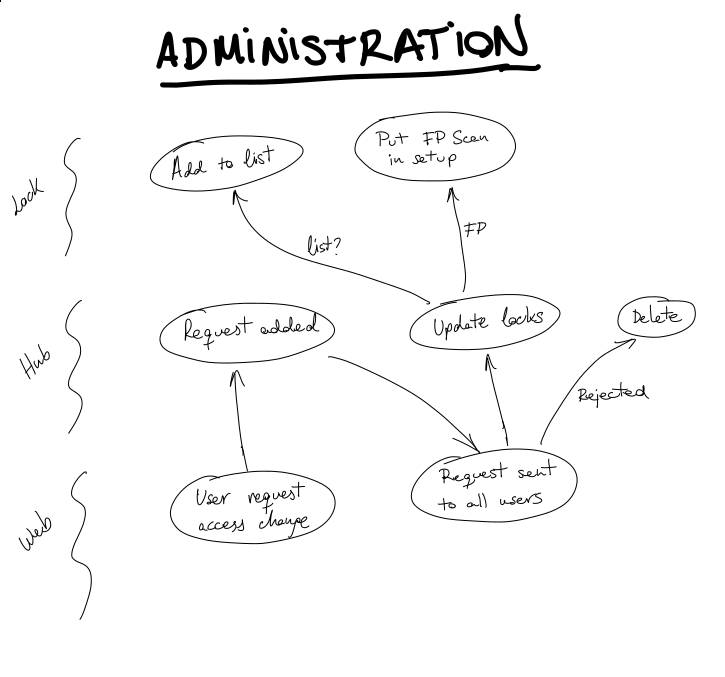 ADMINISTRATION
Lock
Add to list
Put FP Scan
in setup
list?
FP
Hub
Request added
Update locks
Delete
Rejected
Web
User request
access change
Request sent
to all users